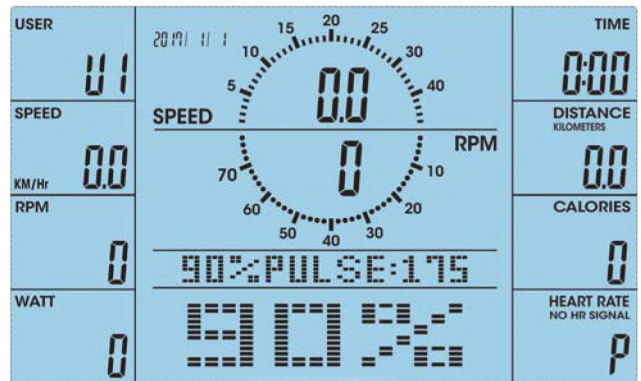 USER
U1
SPEED
KM/Hr 0.0
RPM
0
WATT
0
2017/ 1/ 1
5 10 15 20 25 30 40
0.0
SPEED
RPM
0
70 60 50 40 30 20 10
90%PULSE:175
90%
TIME
0:00
DISTANCE
KILOMETERS
0.0
CALORIES
0
HEART RATE
NO HR SIGNAL
P